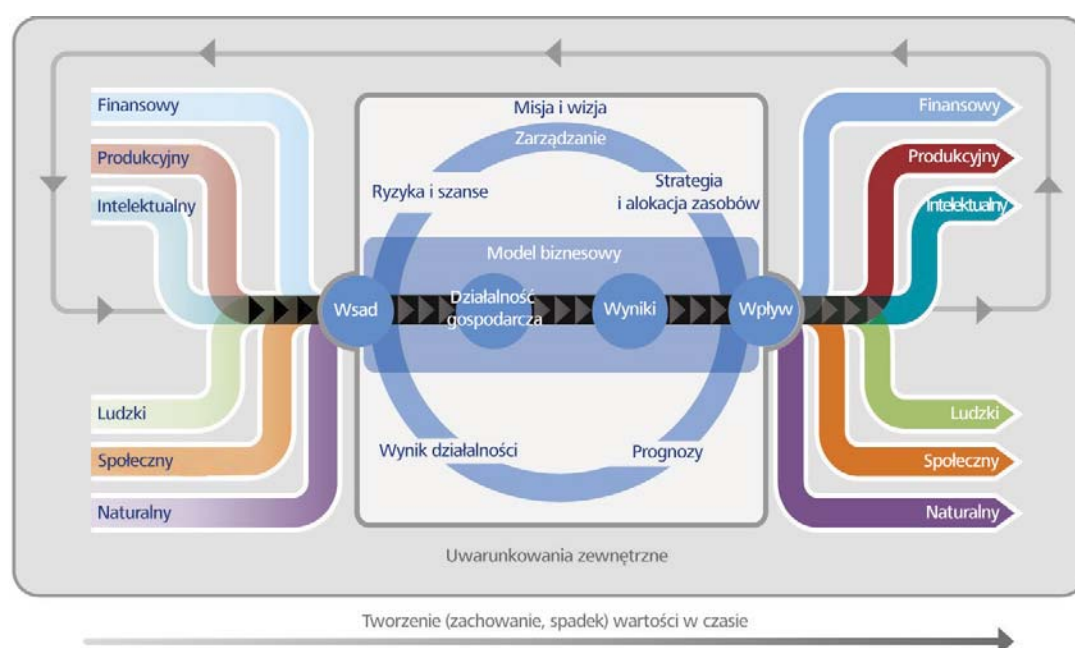 Finansowy
Produkcyjny
Intelektualny
Ludzki
Społeczny
Naturalny
Misja i wizja
Zarządzanie
Ryzyka i szanse
Strategia
i alokacja zasobów
Model biznesowy
Wsad
Działalność
gospodarcza
Wyniki
Wpływ
Wynik działalności
Prognozy
Finansowy
Produkcyjny
Intelektualny
Ludzki
Społeczny
Naturalny
Uwarunkowania zewnętrzne
Tworzenie (zachowanie, spadek) wartości w czasie